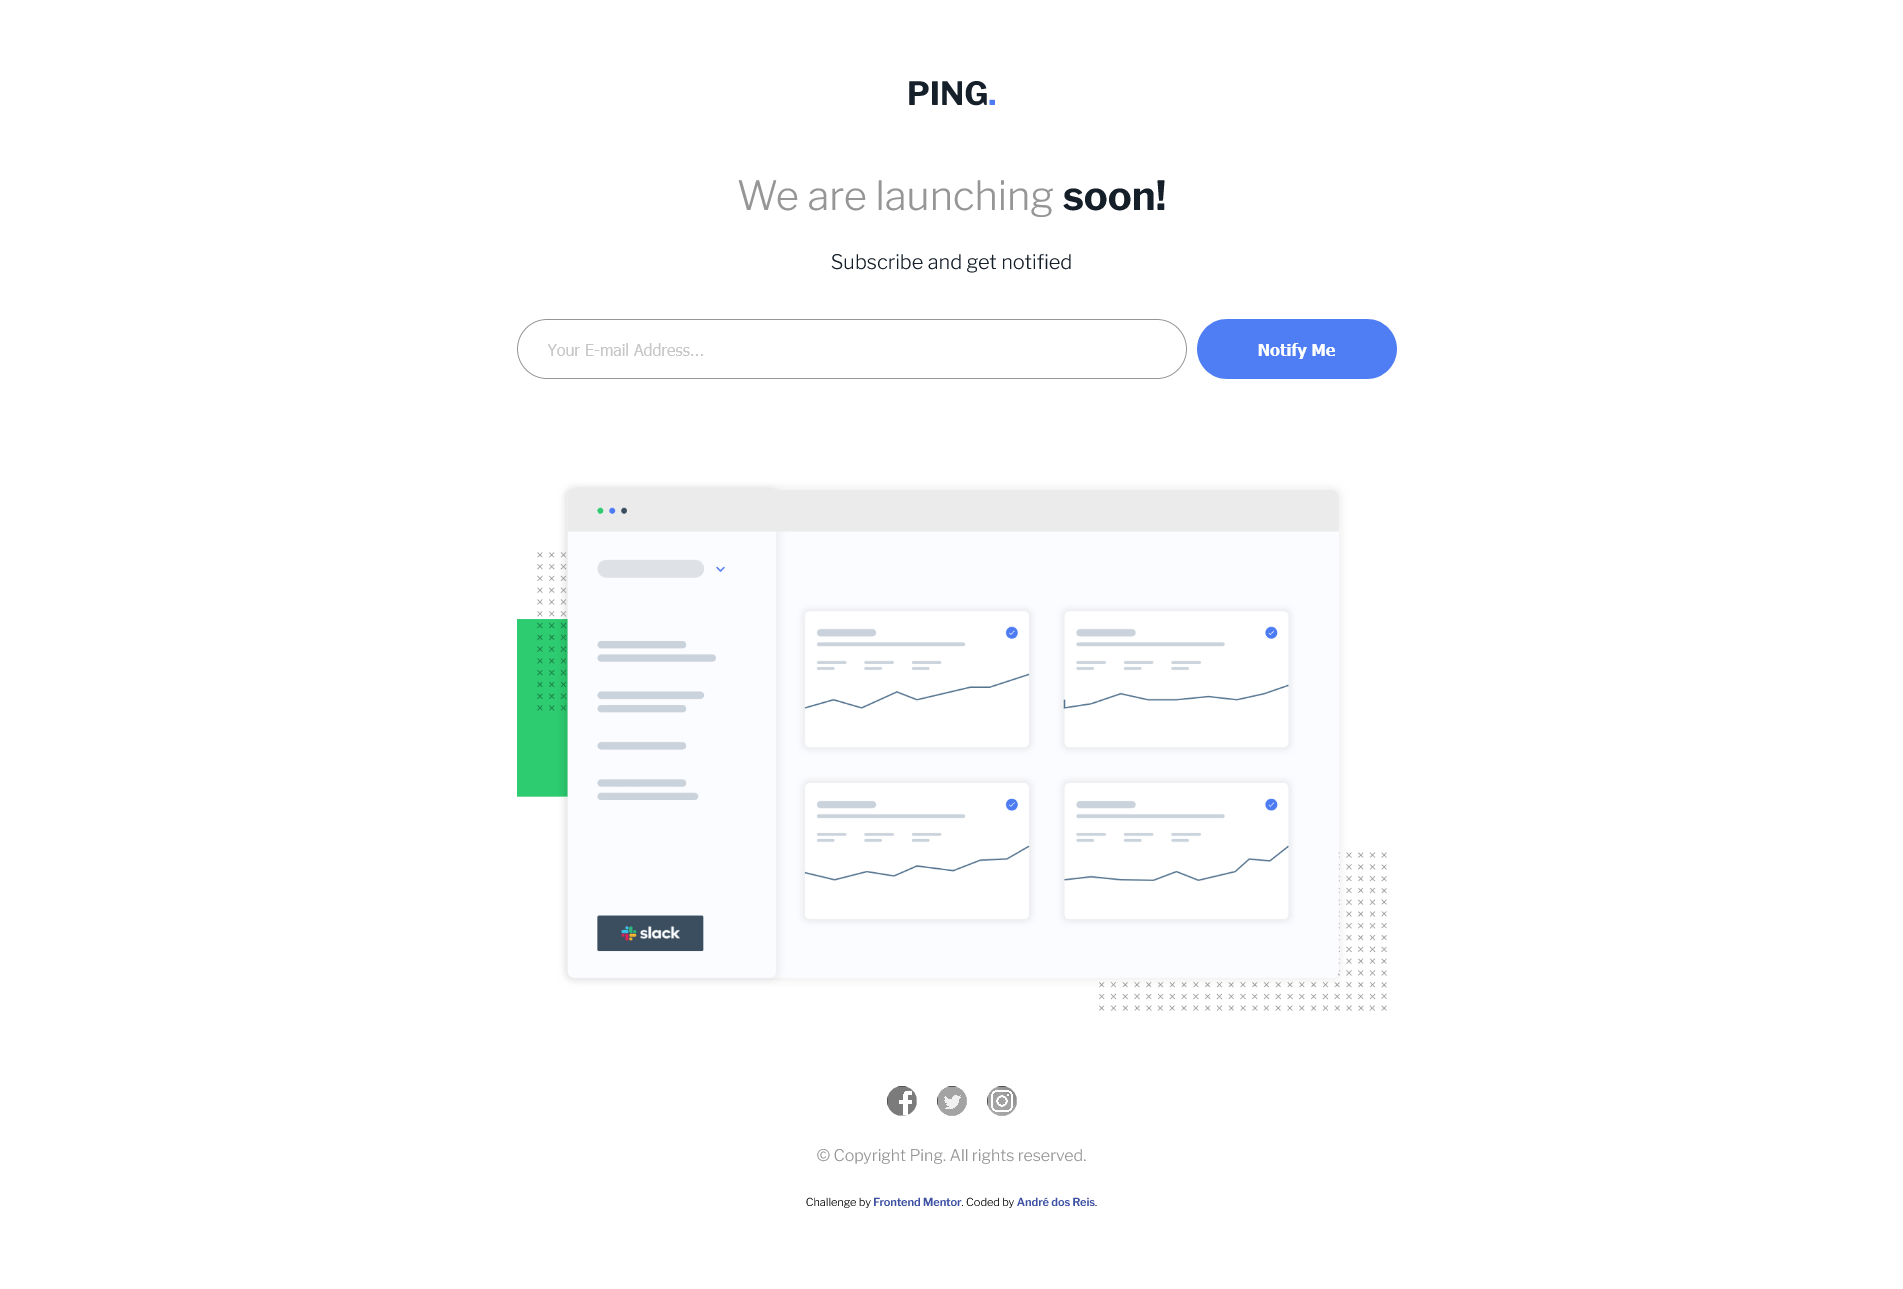 PING.
We are launching soon!
Subscribe and get notified
Your E-mail Address...
Notify Me
slack
© Copyright Ping. All rights reserved.
Challenge by Frontend Mentor. Coded by André dos Reis.